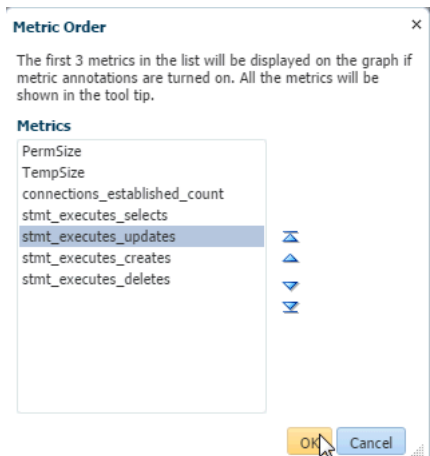 Metric Order
The first 3 metrics in the list will be displayed on the graph if
metric annotations are turned on. All the metrics will be
shown in the tool tip.
Metrics
PermSize
TempSize
connections_established_count
stmt_executes_selects
stmt_executes_updates
stmt_executes_creates
stmt_executes_deletes
OK Cancel